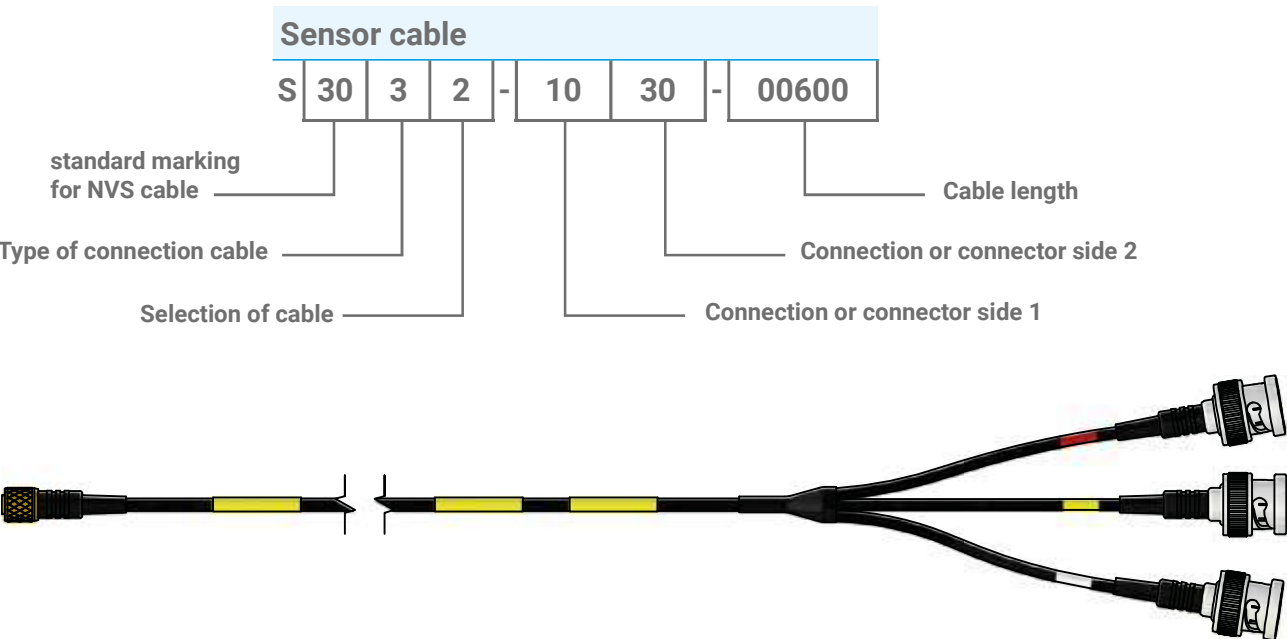 Sensor cable
S 30 3 2 - 10 30 - 00600
standard marking
for NVS cable
Cable length
Type of connection cable
Connection or connector side 2
Selection of cable
Connection or connector side 1